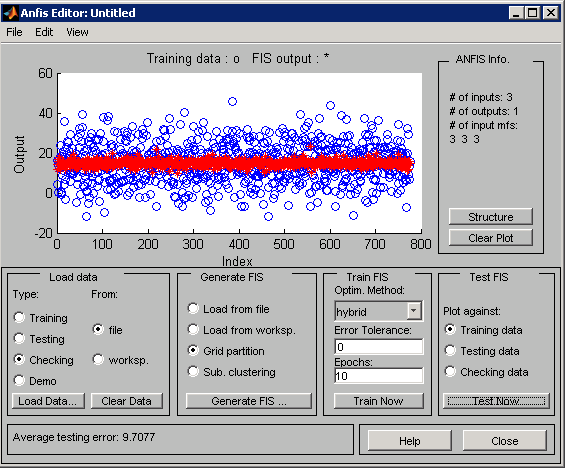 Anfis Editor: Untitled
File Edit View
Training data : o FIS output : *
60
40
20
0
-20
Output
0 100 200 300 400 500 600 700 800
Index
ANFIS Info.
# of inputs: 3
# of outputs: 1
# of input mfs:
3 3 3
Structure
Clear Plot
Load data
Type:
From:
Training
Testing
Checking
Demo
file
worksp.
Load Data...
Clear Data
Generate FIS
Load from file
Load from worksp.
Grid partition
Sub. clustering
Generate FIS ...
Train FIS
Optim. Method:
hybrid
Error Tolerance:
0
Epochs:
10
Train Now
Test FIS
Plot against:
Training data
Testing data
Checking data
Test Now
Average testing error: 9.7077
Help
Close